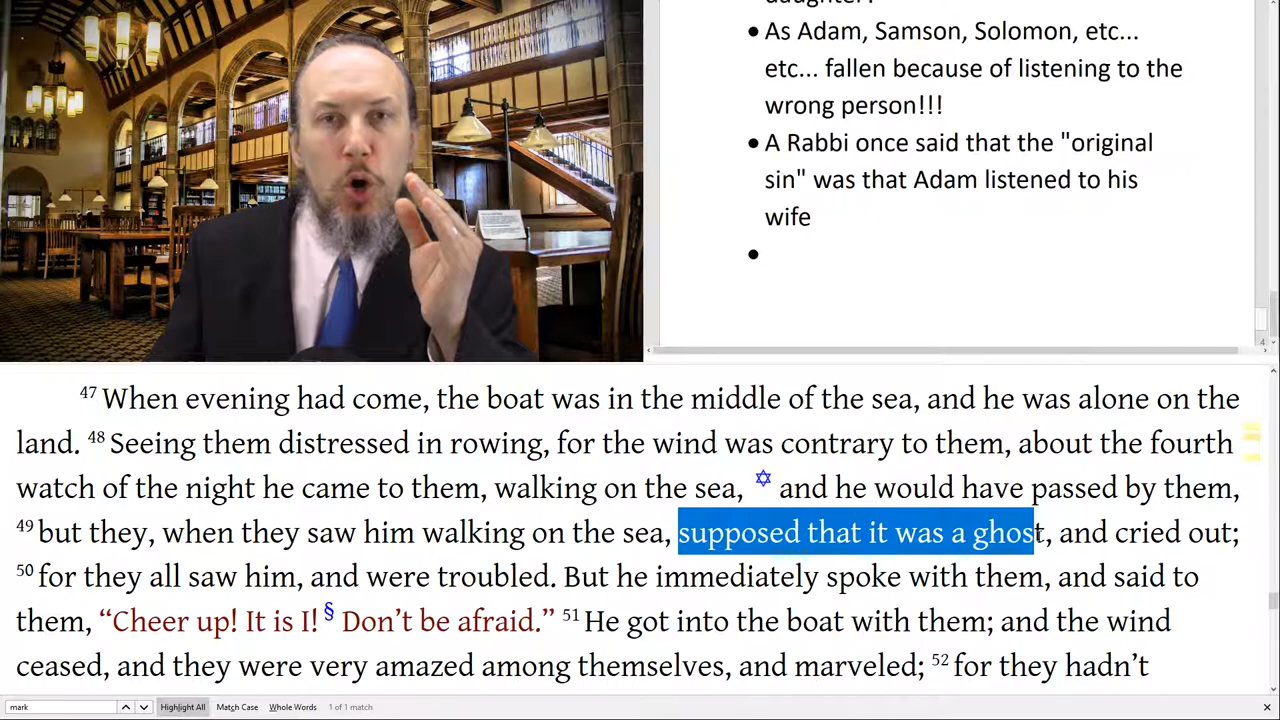 daughter?
• As Adam, Samson, Solomon, etc...
etc... fallen because of listening to the
wrong person!!!
• A Rabbi once said that the "original
sin" was that Adam listened to his
wife
•
4
47 When evening had come, the boat was in the middle of the sea, and he was alone on the
land. 48 Seeing them distressed in rowing, for the wind was contrary to them, about the fourth
watch of the night he came to them, walking on the sea, ✡ and he would have passed by them,
49 but they, when they saw him walking on the sea, supposed that it was a ghost, and cried out;
50 for they all saw him, and were troubled. But he immediately spoke with them, and said to
them, “Cheer up! It is I! § Don’t be afraid.” 51 He got into the boat with them; and the wind
ceased, and they were very amazed among themselves, and marveled; 52 for they hadn’t
mark
Highlight All
Match Case
Whole Words
1 of 1 match